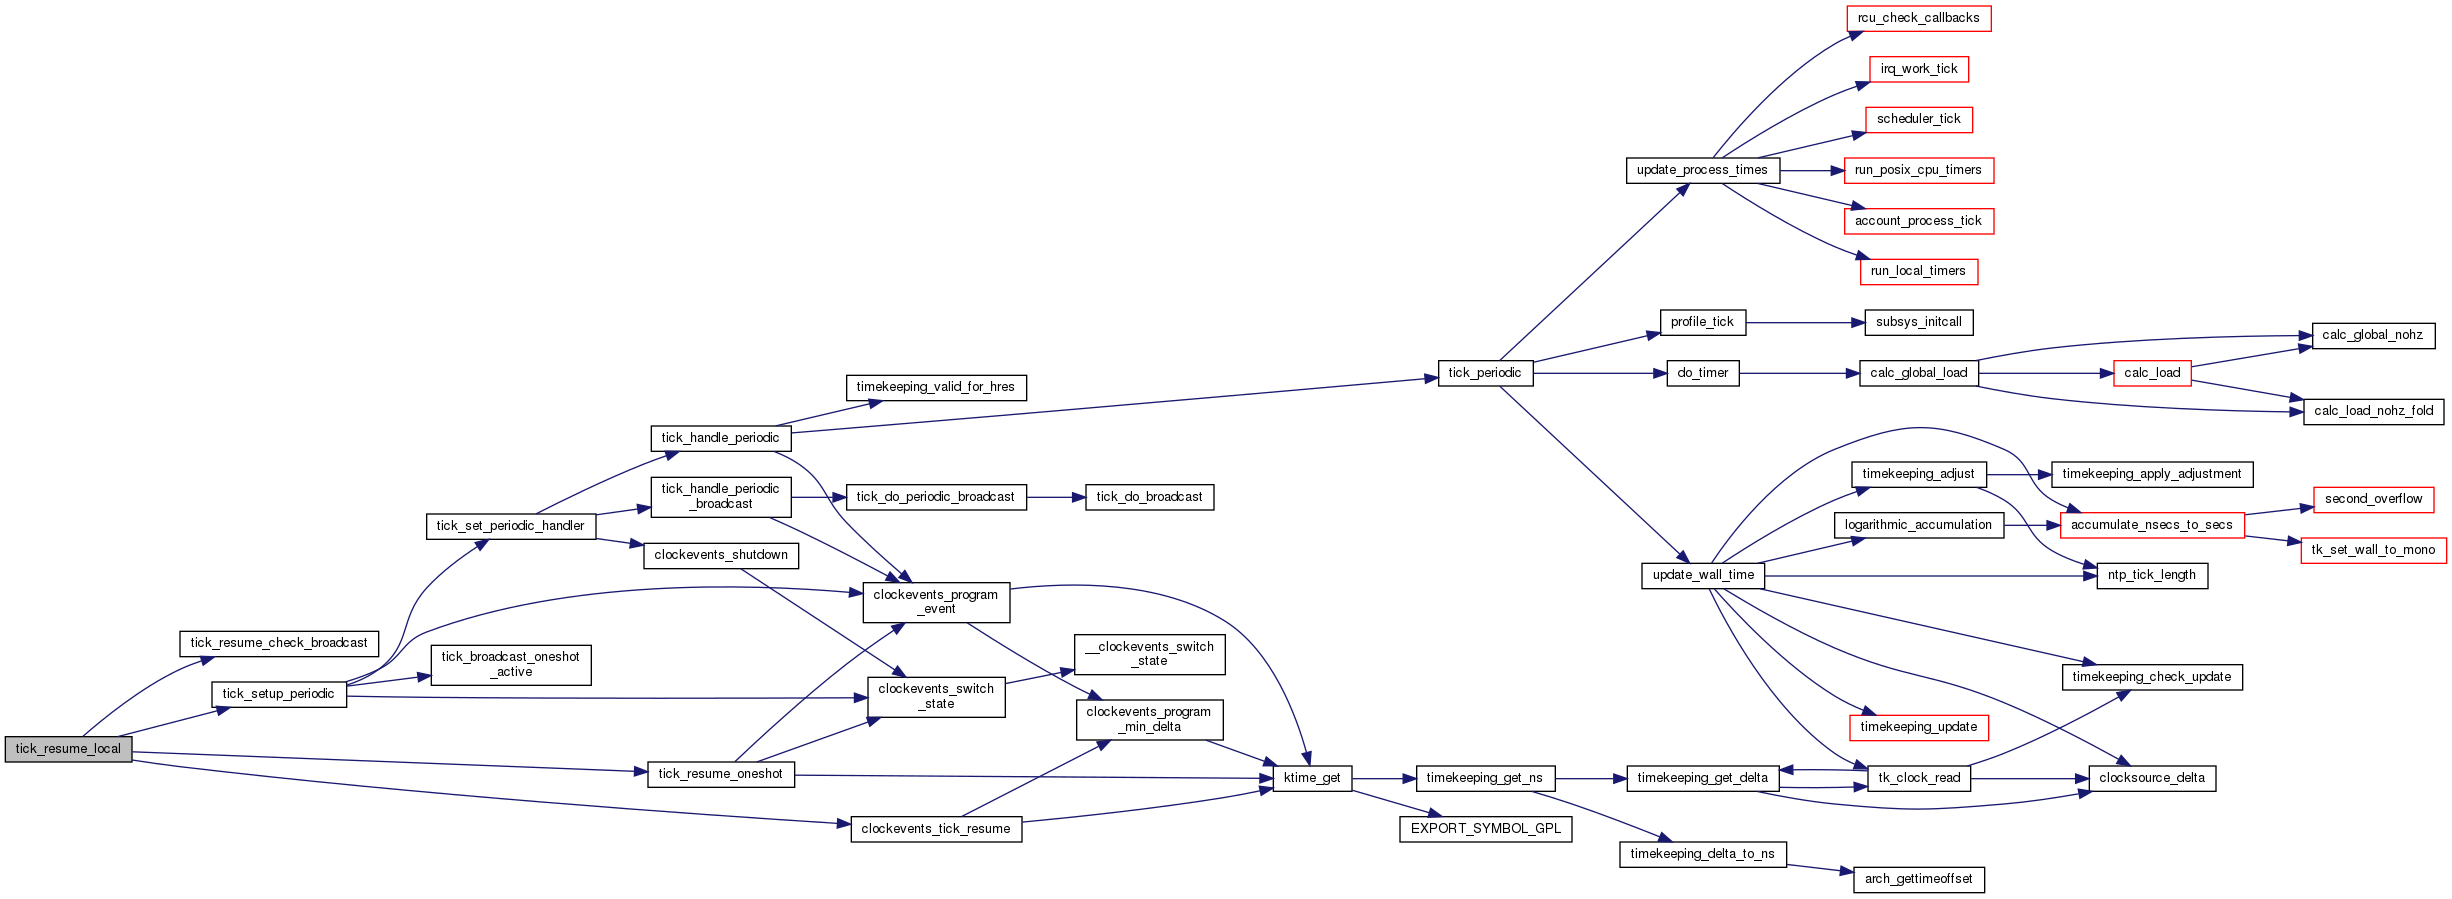 rcu_check_callbacks
irq_work_tick
scheduler_tick
update_process_times
run_posix_cpu_timers
account_process_tick
run_local_timers
profile_tick
subsys_initcall
calc_global_nohz
tick_periodic
do_timer
calc_global_load
calc_load
timekeeping_valid_for_hres
calc_load_nohz_fold
tick_handle_periodic
timekeeping_adjust
timekeeping_apply_adjustment
tick_handle_periodic
_broadcast
tick_do_periodic_broadcast
tick_do_broadcast
second_overflow
tick_set_periodic_handler
logarithmic_accumulation
accumulate_nsecs_to_secs
clockevents_shutdown
tk_set_wall_to_mono
update_wall_time
ntp_tick_length
clockevents_program
_event
tick_resume_check_broadcast
tick_broadcast_oneshot
_active
__clockevents_switch
_state
timekeeping_check_update
tick_setup_periodic
clockevents_switch
_state
clockevents_program
_min_delta
timekeeping_update
tick_resume_local
tick_resume_oneshot
ktime_get
timekeeping_get_ns
timekeeping_get_delta
tk_clock_read
clocksource_delta
clockevents_tick_resume
EXPORT_SYMBOL_GPL
timekeeping_delta_to_ns
arch_gettimeoffset